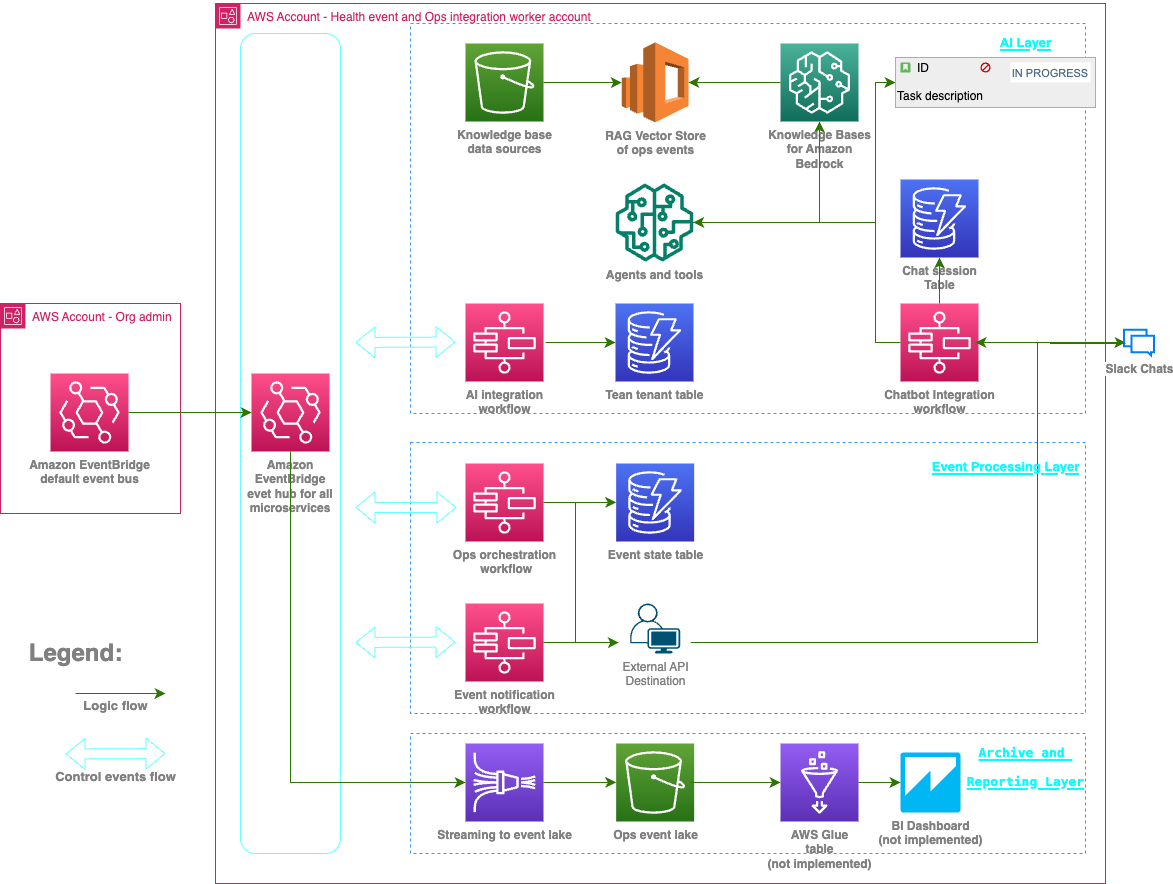 AWS Account - Health event and Ops integration worker account
AI Layer
ID
IN PROGRESS
Task description
Knowledge base
data sources
RAG Vector Store
of ops events
Knowledge Bases
for Amazon
Bedrock
Agents and tools
Chat session
Table
AWS Account - Org admin
AI integration
workflow
Tean tenant table
Chatbot Integration
workflow
Slack Chats
Amazon EventBridge
default event bus
Amazon
EventBridge
evet hub for all
microservices
Event Processing Layer
Ops orchestration
workflow
Event state table
Event notification
workflow
External API
Destination
Legend:
Logic flow
Control events flow
Archive and
Reporting Layer
Streaming to event lake
Ops event lake
AWS Glue
table
(not implemented)
BI Dashboard
(not implemented)